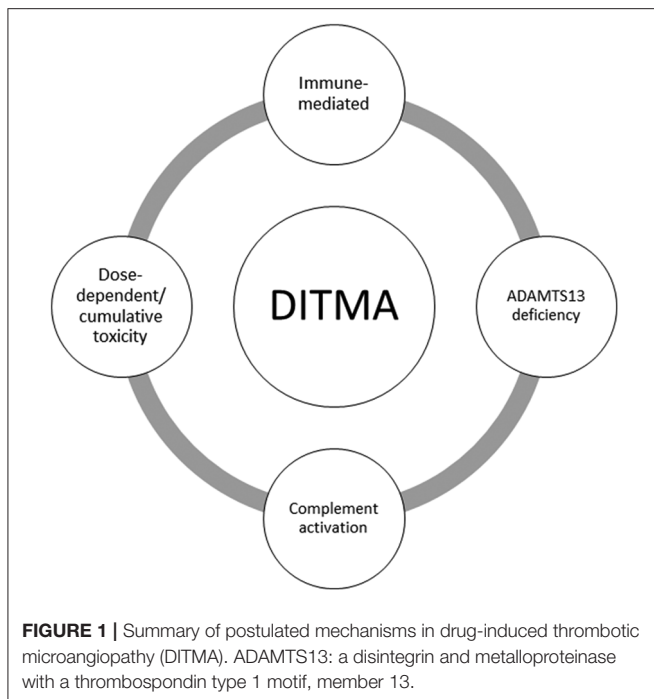 Immune-
mediated
Dose-
dependent/
cumulative
toxicity
DITMA
ADAMTS13
deficiency
Complement
activation
FIGURE 1 | Summary of postulated mechanisms in drug-induced thrombotic
microangiopathy (DITMA). ADAMTS13: a disintegrin and metalloproteinase
with a thrombospondin type 1 motif, member 13.